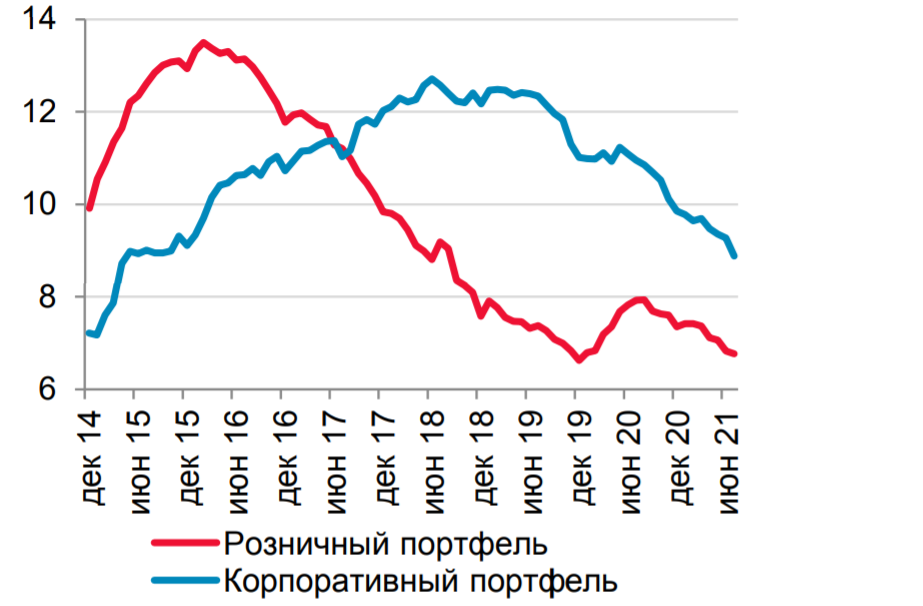 14
12
10
8
6
дек 14
июн 15
дек 15
июн 16
дек 16
июн 17
дек 17
июн 18
дек 18
июн 19
дек 19
июн 20
дек 20
июн 21
Розничный портфель
Корпоративный портфель